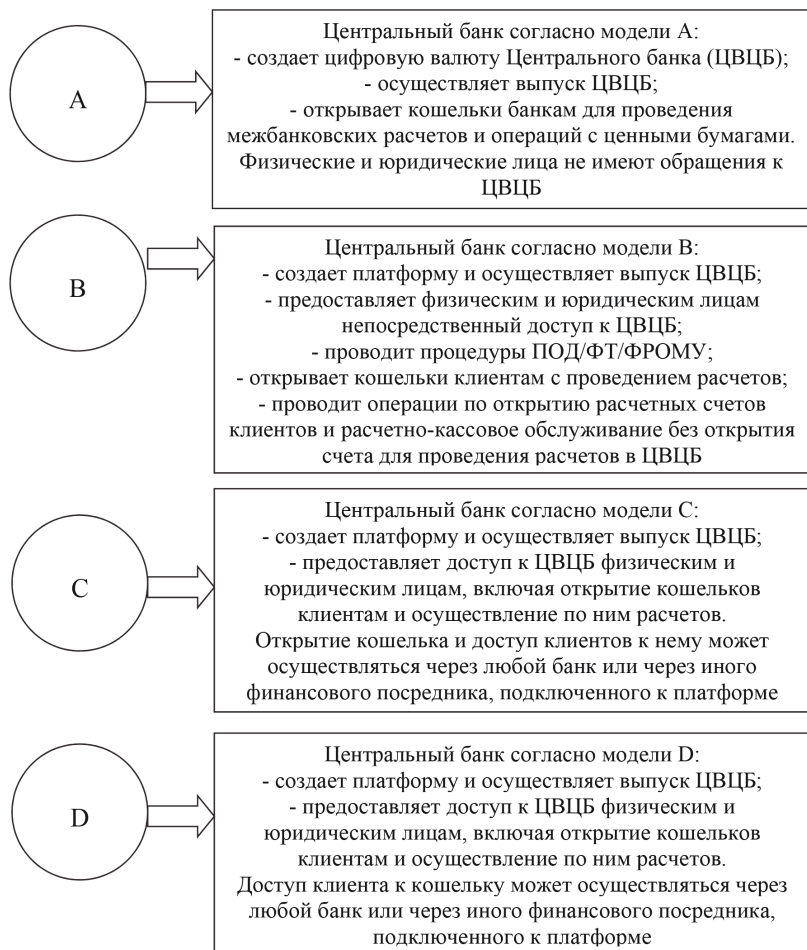 A
Центральный банк согласно модели А:
- создает цифровую валюту Центрального банка (ЦВЦБ);
- осуществляет выпуск ЦВЦБ;
- открывает кошельки банкам для проведения
межбанковских расчетов и операций с ценными бумагами.
Физические и юридические лица не имеют обращения к
ЦВЦБ
B
Центральный банк согласно модели B:
- создает платформу и осуществляет выпуск ЦВЦБ;
- предоставляет физическим и юридическим лицам
непосредственный доступ к ЦВЦБ;
- проводит процедуры ПОД/ФТ/ФРОМУ;
- открывает кошельки клиентам с проведением расчетов;
- проводит операции по открытию расчетных счетов
клиентов и расчетно-кассовое обслуживание без открытия
счета для проведения расчетов в ЦВЦБ
C
Центральный банк согласно модели C:
- создает платформу и осуществляет выпуск ЦВЦБ;
- предоставляет доступ к ЦВЦБ физическим и
юридическим лицам, включая открытие кошельков
клиентам и осуществление по ним расчетов.
Открытие кошелька и доступ клиентов к нему может
осуществляться через любой банк или через иного
финансового посредника, подключенного к платформе
D
Центральный банк согласно модели D:
- создает платформу и осуществляет выпуск ЦВЦБ;
- предоставляет доступ к ЦВЦБ физическим и
юридическим лицам, включая открытие кошельков
клиентам и осуществление по ним расчетов.
Доступ клиента к кошельку может осуществляться через
любой банк или через иного финансового посредника,
подключенного к платформе